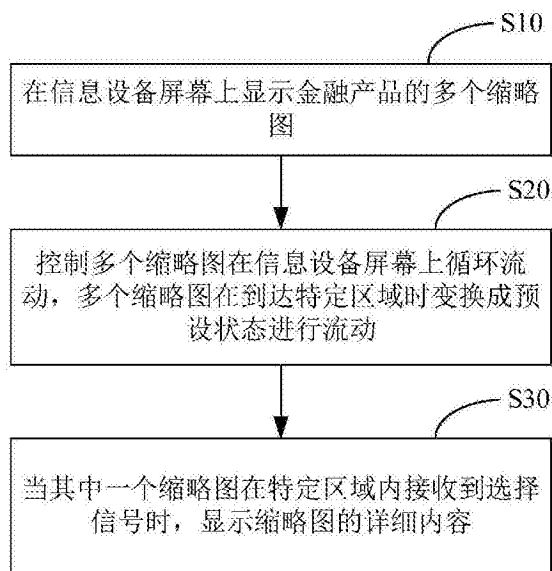 S10
在信息设备屏幕上显示金融产品的多个缩略
图
S20
控制多个缩略图在信息设备屏幕上循环流
动，多个缩略图在到达特定区域时变换成预
设状态进行流动
S30
当其中一个缩略图在特定区域内接收到选择
信号时，显示缩略图的详细内容